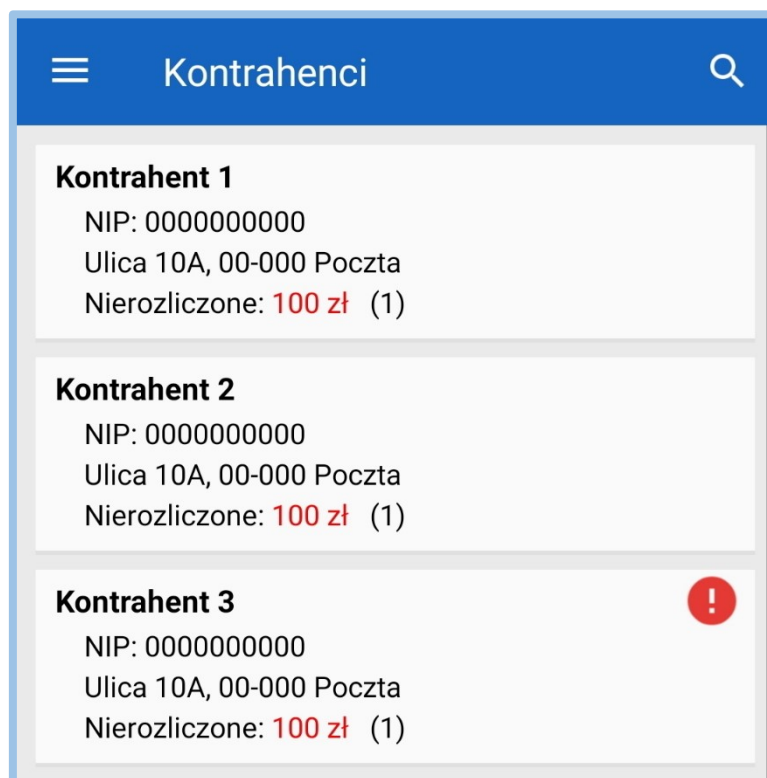 Kontrahenci
Kontrahent 1
NIP: 0000000000
Ulica 10A, 00-000 Poczta
Nierozliczone: 100 zł (1)
Kontrahent 2
NIP: 0000000000
Ulica 10A, 00-000 Poczta
Nierozliczone: 100 zł (1)
Kontrahent 3
NIP: 0000000000
Ulica 10A, 00-000 Poczta
Nierozliczone: 100 zł (1)